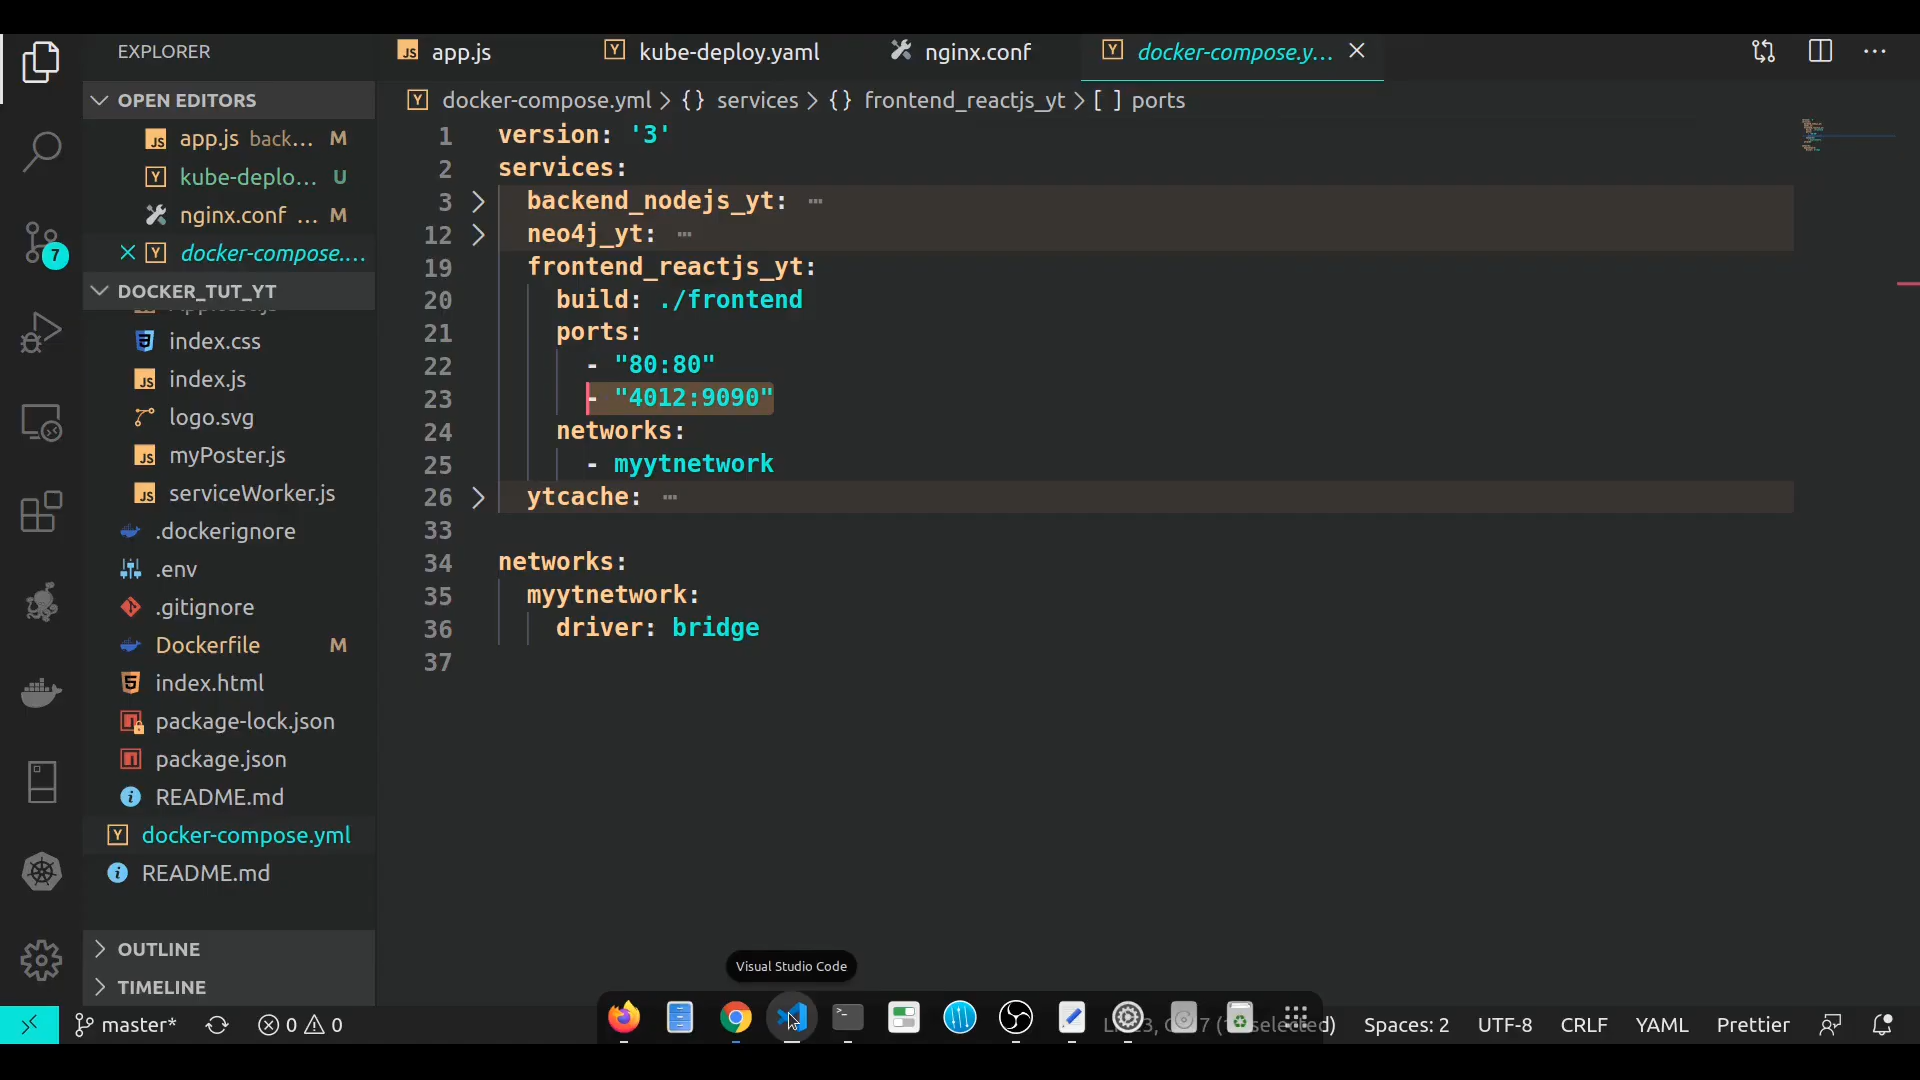 EXPLORER
OPEN EDITORS
app.js back... M
kube-deplo... U
nginx.conf ... M
docker-compose....
7
DOCKER_TUT_YT
index.css
index.js
logo.svg
myPoster.js
serviceWorker.js
.dockerignore
.env
.gitignore
Dockerfile M
index.html
package-lock.json
package.json
README.md
docker-compose.yml
README.md
OUTLINE
TIMELINE
app.js
kube-deploy.yaml
nginx.conf
docker-compose.y...
docker-compose.yml > {} services > {} frontend_reactjs_yt > [ ] ports
1 version: '3'
2 services:
3 backend_nodejs_yt: ...
12 neo4j_yt: ...
19 frontend_reactjs_yt:
20 build: ./frontend
21 ports:
22 - "80:80"
23 - "4012:9090"
24 networks:
25 - myytnetwork
26 ytcache: ...
33
34 networks:
35 myytnetwork:
36 driver: bridge
37
Visual Studio Code
master* 0 0 Spaces: 2 UTF-8 CRLF YAML Prettier